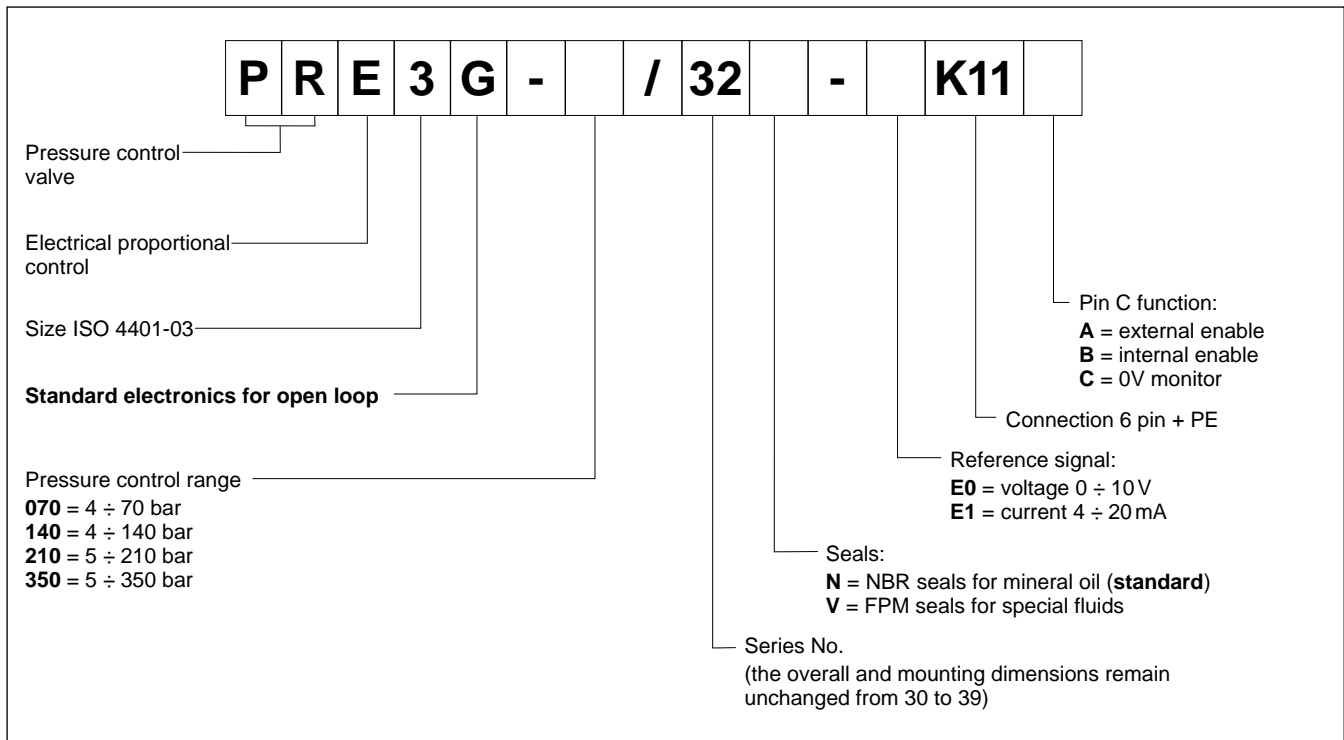 P R E 3 G - / 32 - K11
Pressure control
valve
Electrical proportional
control
Size ISO 4401-03
Standard electronics for open loop
Pressure control range
070 = 4 ÷ 70 bar
140 = 4 ÷ 140 bar
210 = 5 ÷ 210 bar
350 = 5 ÷ 350 bar
Pin C function:
A = external enable
B = internal enable
C = 0V monitor
Connection 6 pin + PE
Reference signal:
E0 = voltage 0 ÷ 10 V
E1 = current 4 ÷ 20 mA
Seals:
N = NBR seals for mineral oil (standard)
V = FPM seals for special fluids
Series No.
(the overall and mounting dimensions remain
unchanged from 30 to 39)